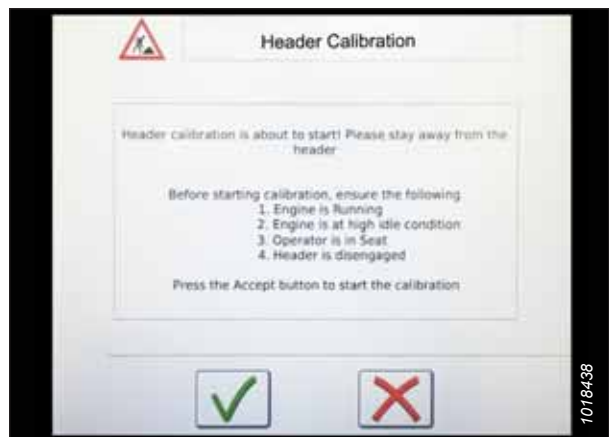 Header Calibration
Header calibration is about to start! Please stay away from the
header
Before starting calibration, ensure the following
1. Engine is Running
2. Engine is at high idle condition
3. Operator is in Seat
4. Header is disengaged
Press the Accept button to start the calibration
1018438